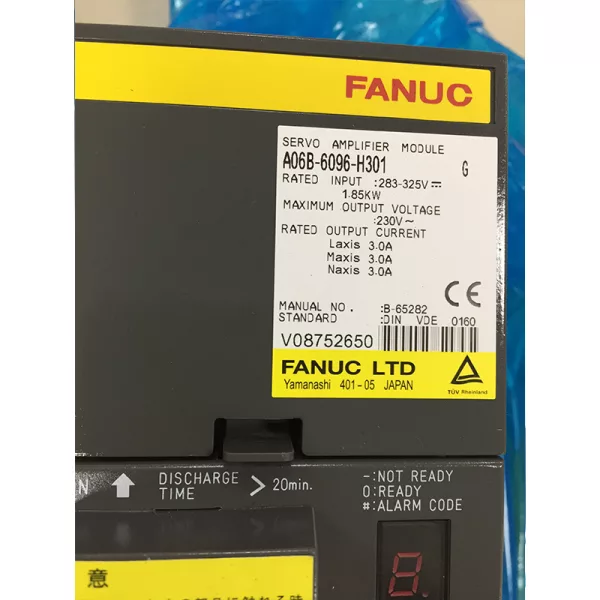 FANUC
SERVO AMPLIFIER MODULE
A06B-6096-H301 G
RATED INPUT :283-325V⎓
1.85KW
MAXIMUM OUTPUT VOLTAGE
:230V~
RATED OUTPUT CURRENT
Laxis 3.0A
Maxis 3.0A
Naxis 3.0A
MANUAL NO. :B-65282
STANDARD :DIN VDE 0160
CE
V08752650
FANUC LTD
Yamanashi 401-05 JAPAN
TÜV Rheinland
DISCHARGE TIME > 20min.
-:NOT READY
0:READY
#:ALARM CODE
意